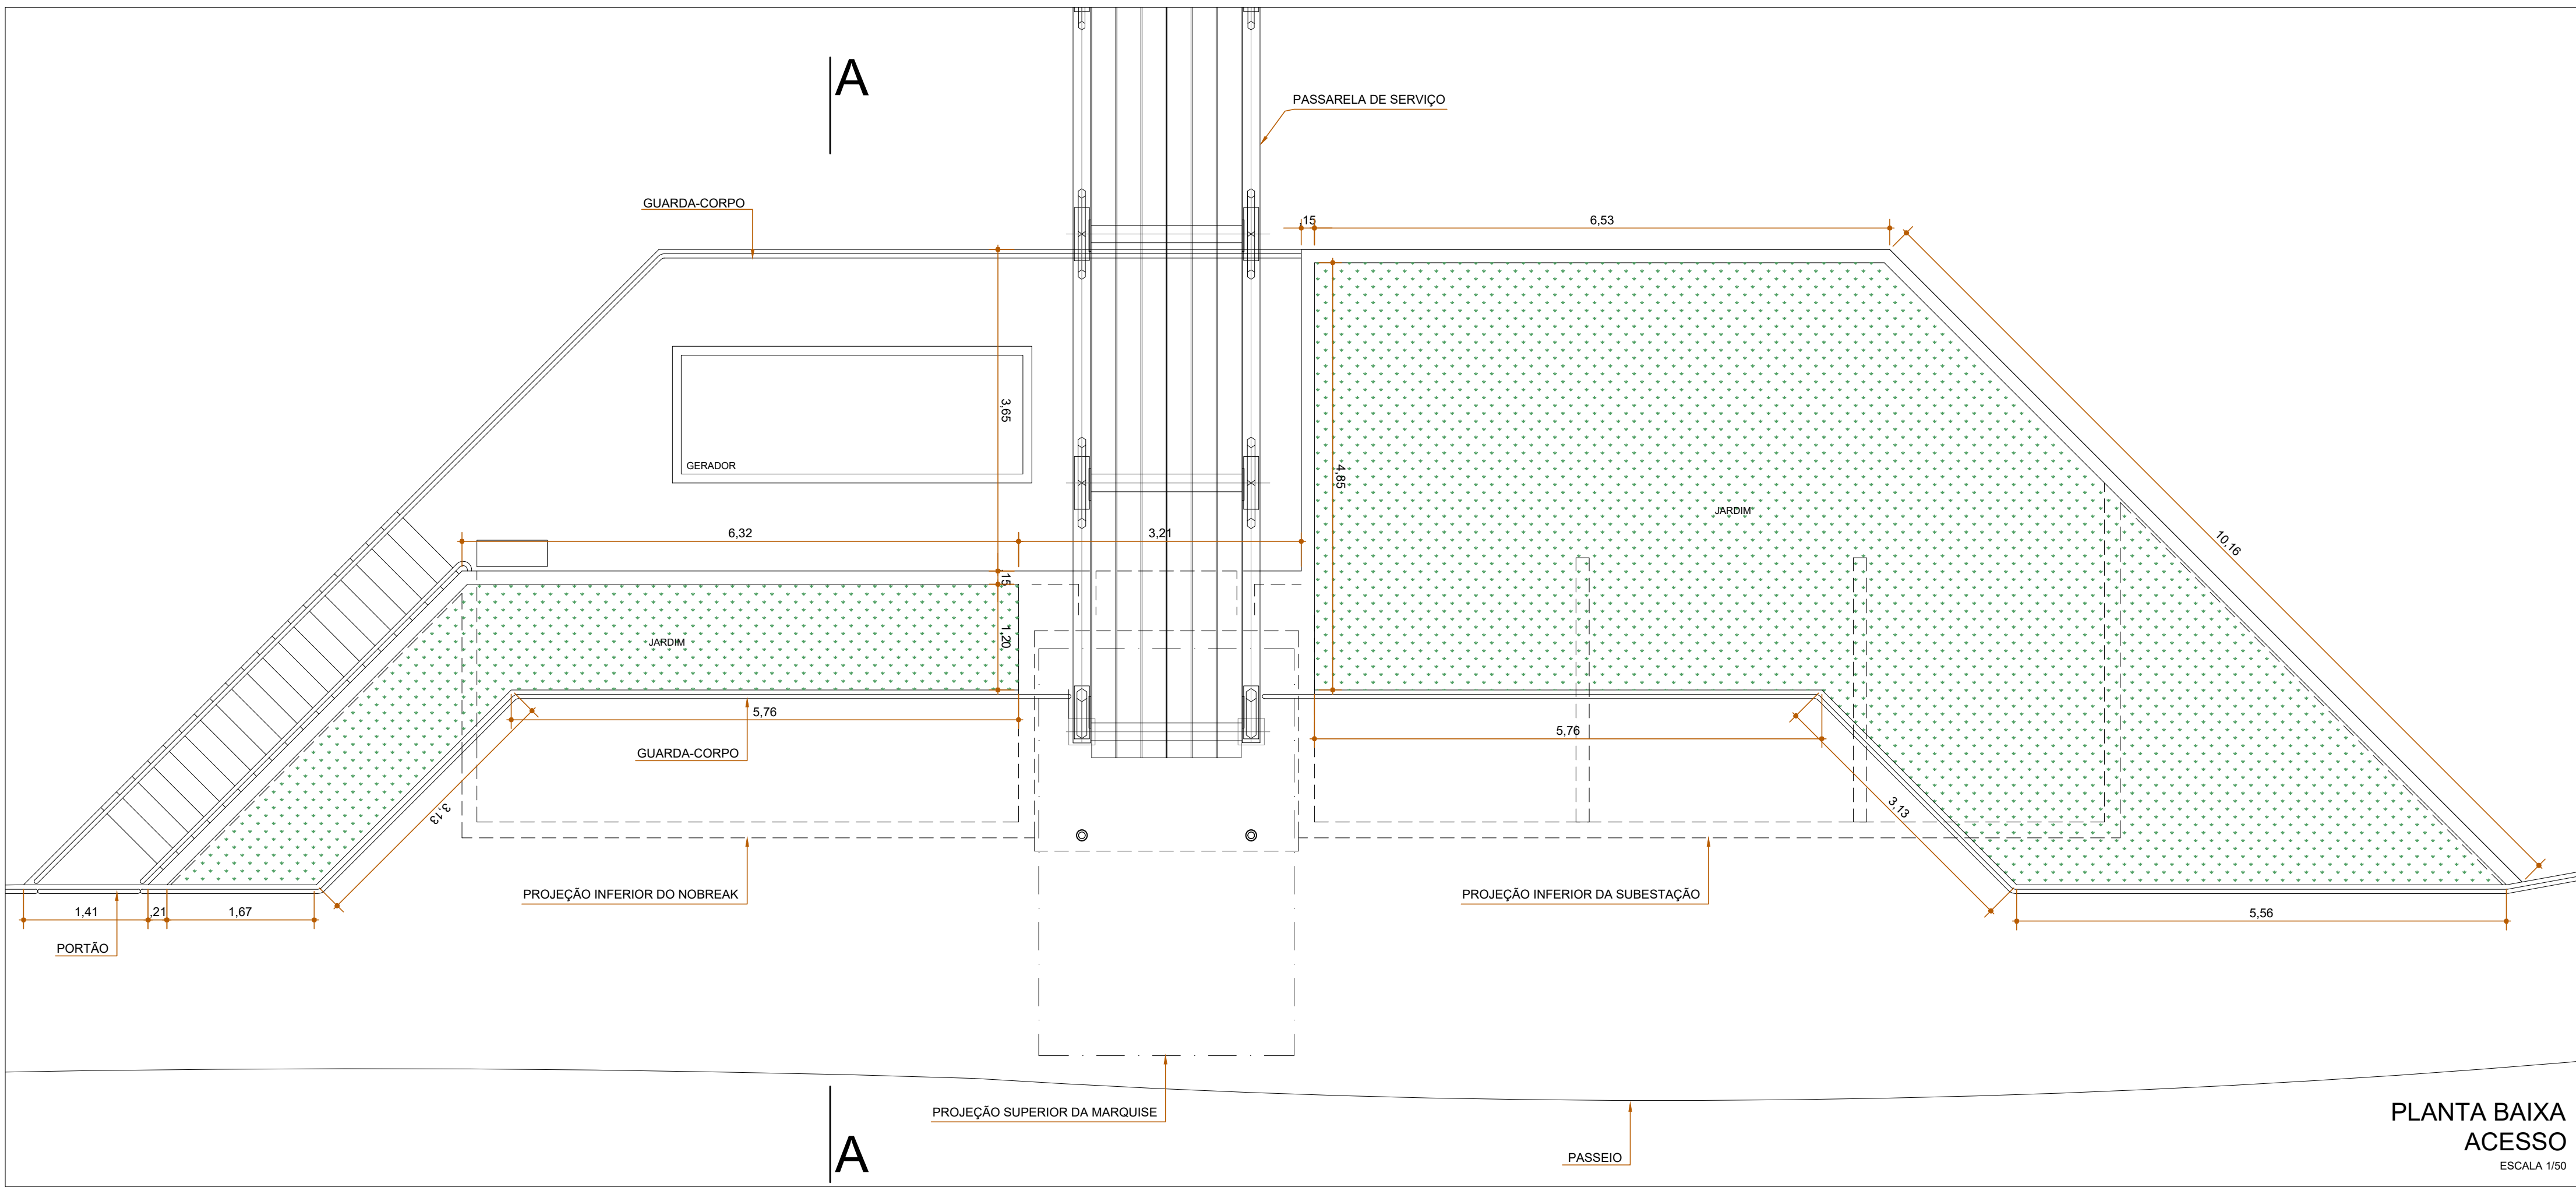 A
PASSARELA DE SERVIÇO
GUARDA-CORPO
,15
6,53
3,65
GERADOR
4,85
JARDIM
10,16
6,32
3,21
,15
1,20
JARDIM
5,76
5,76
GUARDA-CORPO
3,13
3,13
PROJEÇÃO INFERIOR DO NOBREAK
PROJEÇÃO INFERIOR DA SUBESTAÇÃO
1,41
,21
1,67
5,56
PORTÃO
PROJEÇÃO SUPERIOR DA MARQUISE
A
PASSEIO
PLANTA BAIXA
ACESSO
ESCALA 1/50